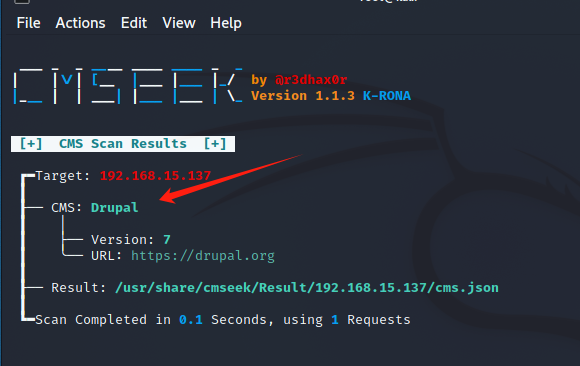 File Actions Edit View Help
CMSEEK by @r3dhax0r
Version 1.1.3 K-RONA
[+] CMS Scan Results [+]
Target: 192.168.15.137
CMS: Drupal
Version: 7
URL: https://drupal.org
Result: /usr/share/cmseek/Result/192.168.15.137/cms.json
Scan Completed in 0.1 Seconds, using 1 Requests